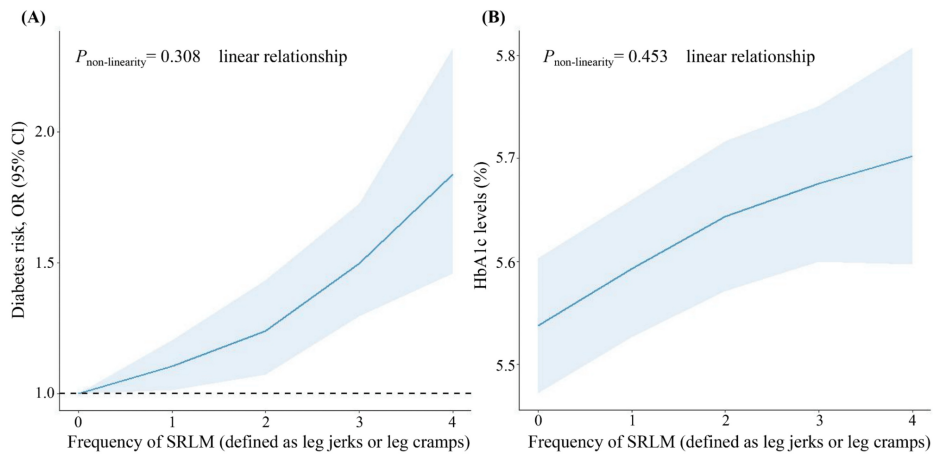 (A)
P non-linearity = 0.308 linear relationship
Diabetes risk, OR (95% CI)
2.0
1.5
1.0
0 1 2 3 4
Frequency of SRLM (defined as leg jerks or leg cramps)
(B)
P non-linearity = 0.453 linear relationship
HbA1c levels (%)
5.8
5.7
5.6
5.5
0 1 2 3 4
Frequency of SRLM (defined as leg jerks or leg cramps)